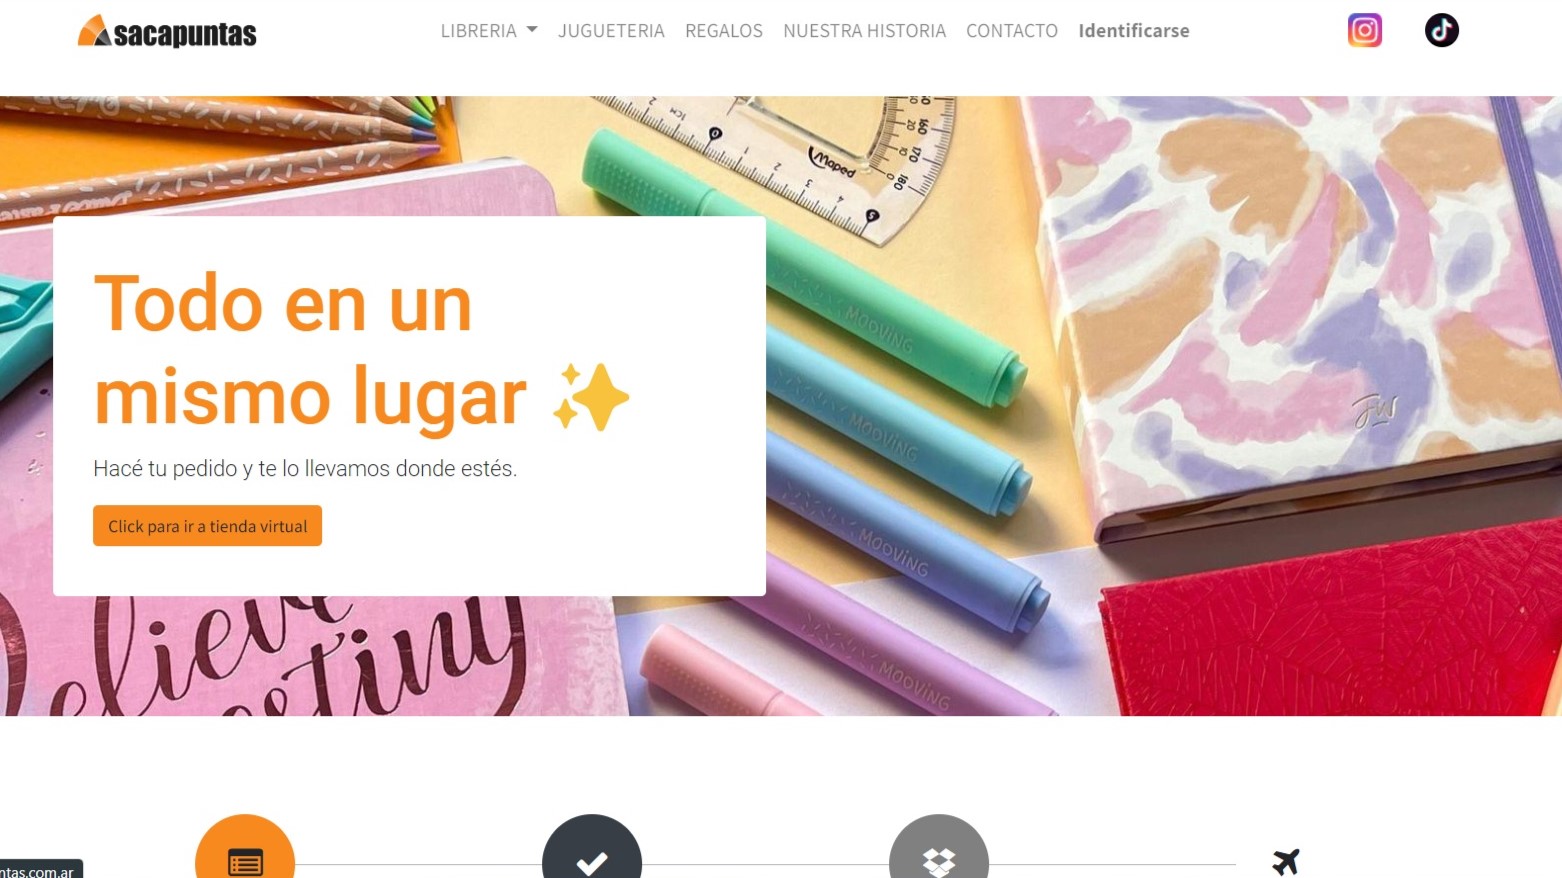 sacapuntas
LIBRERIA
JUGUETERIA
REGALOS
NUESTRA HISTORIA
CONTACTO
Identificarse
Todo en un
mismo lugar ✨
Hacé tu pedido y te lo llevamos donde estés.
Click para ir a tienda virtual
Maped
MOOVING
MOOVING
MOOVING
MOOVING
JW
ntas.com.ar